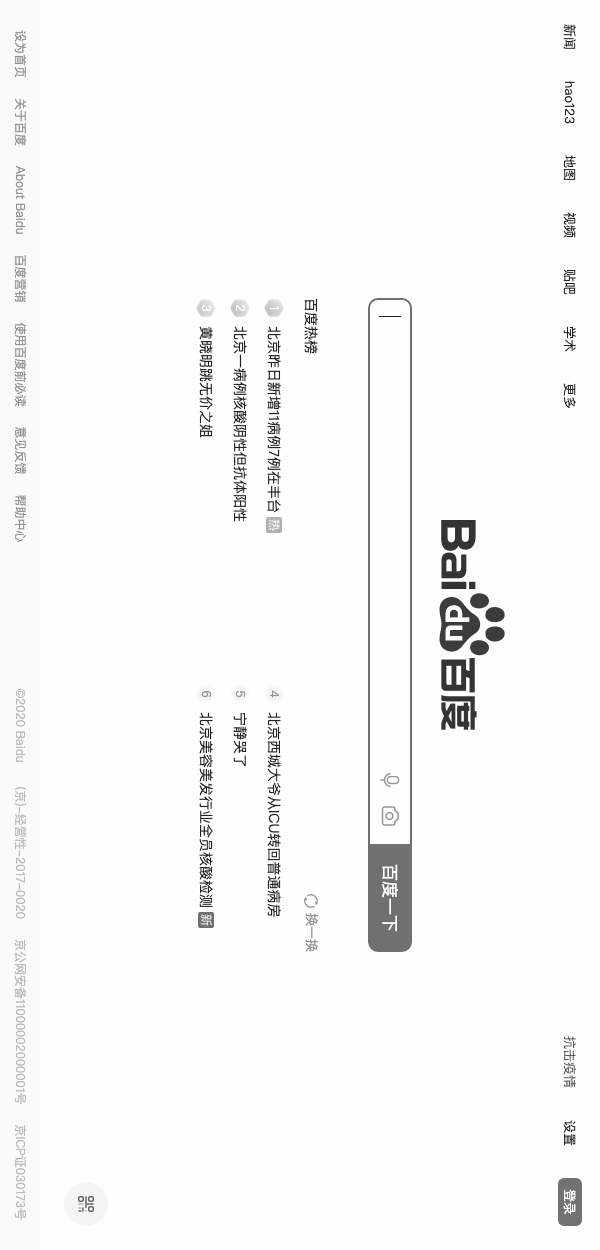 新闻 hao123 地图 视频 贴吧 学术 更多 抗击疫情 设置 登录
Bai du 百度
百度一下
百度热榜 换一换
1 北京昨日新增11病例7例在丰台 热
4 北京西城大爷从ICU转回普通病房
2 北京一病例核酸阴性但抗体阳性
5 宁静哭了
3 黄晓明跳无价之姐
6 北京美容美发行业全员核酸检测 新
设为首页 关于百度 About Baidu 百度营销 使用百度前必读 意见反馈 帮助中心 ©2020 Baidu (京)-经营性-2017-0020 京公网安备11000002000001号 京ICP证030173号